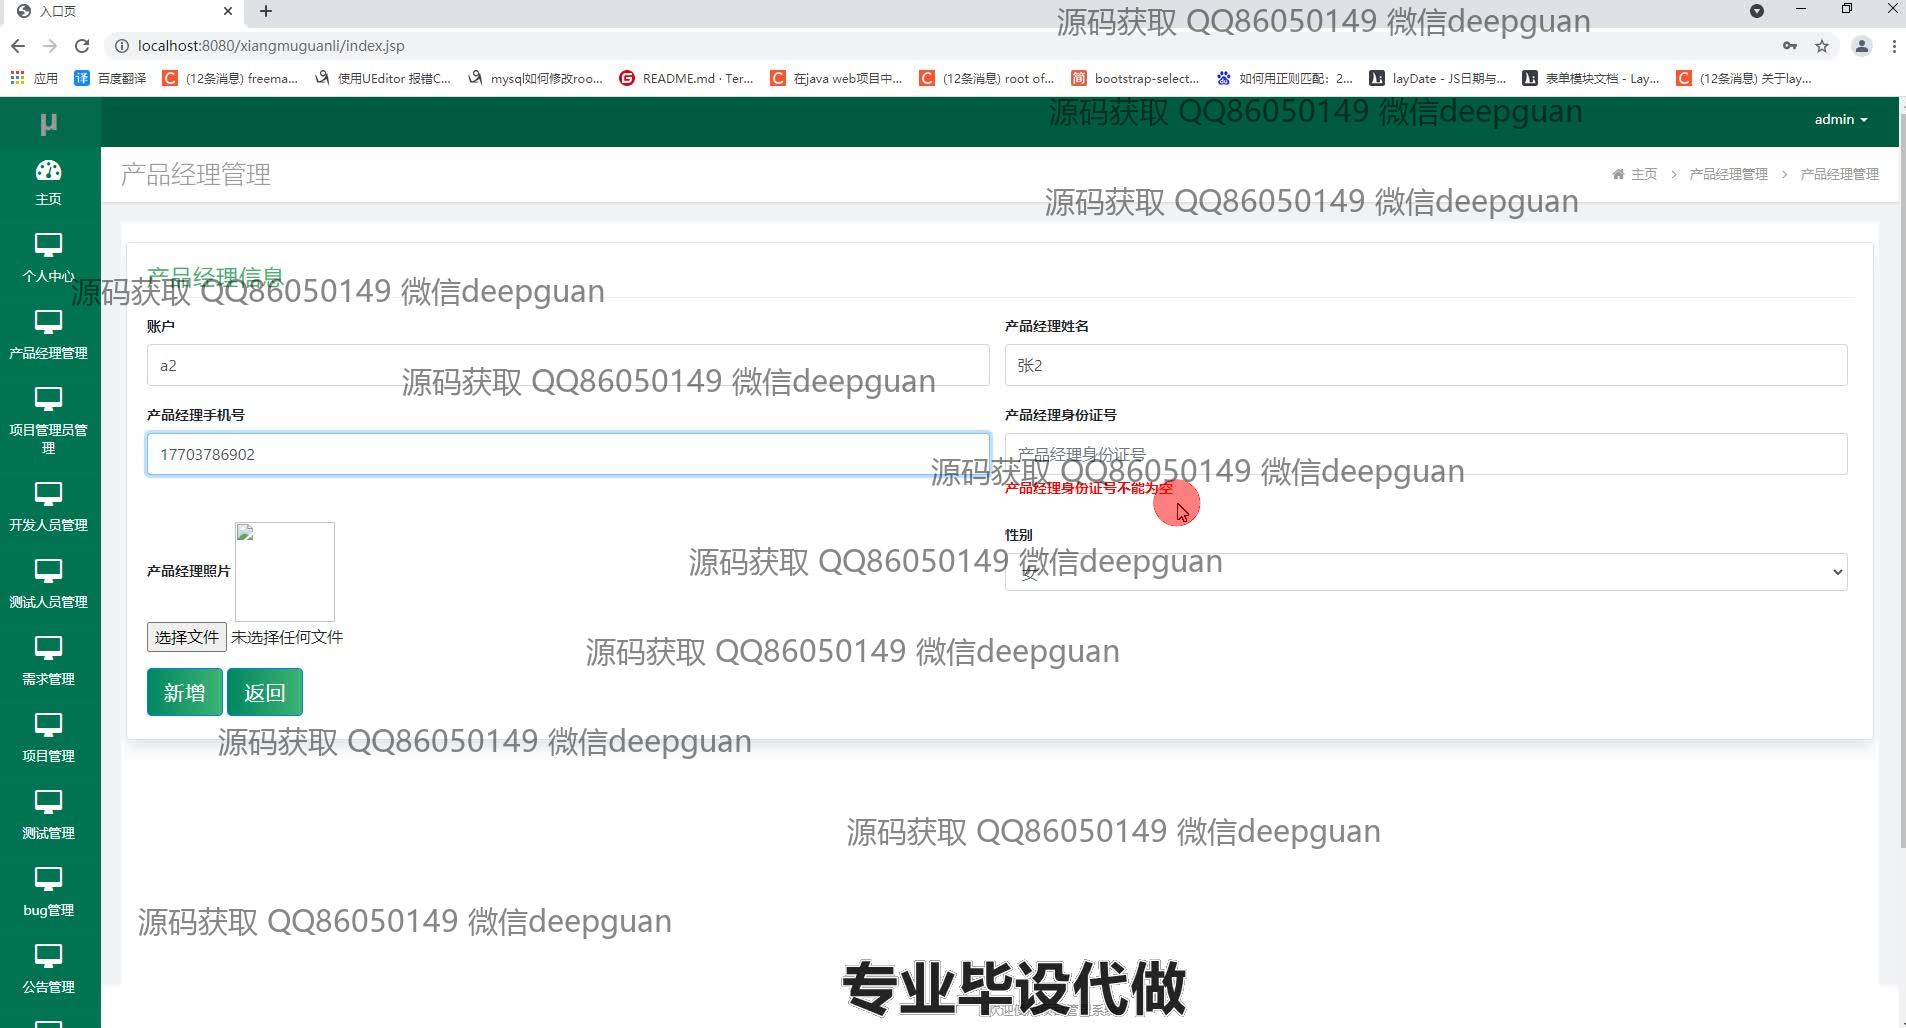 入口页
源码获取 QQ86050149 微信deepguan
localhost:8080/xiangmuguanli/index.jsp
应用 百度翻译 (12条消息) freema... 使用UEditor 报错C... mysql如何修改roo... README.md · Ter... 在java web项目中... (12条消息) root of... bootstrap-select... 如何用正则匹配：2... layDate - JS日期与... 表单模块文档 - Lay... (12条消息) 关于lay...
源码获取 QQ86050149 微信deepguan
μ
admin
主页
产品经理管理
主页 > 产品经理管理 > 产品经理管理
源码获取 QQ86050149 微信deepguan
个人中心
产品经理信息
源码获取 QQ86050149 微信deepguan
账户
产品经理姓名
产品经理管理
a2
张2
源码获取 QQ86050149 微信deepguan
项目管理员管理
产品经理手机号
产品经理身份证号
17703786902
产品经理身份证号
源码获取 QQ86050149 微信deepguan
产品经理身份证号不能为空
开发人员管理
性别
源码获取 QQ86050149 微信deepguan
产品经理照片
女
测试人员管理
选择文件 未选择任何文件
源码获取 QQ86050149 微信deepguan
需求管理
新增 返回
源码获取 QQ86050149 微信deepguan
项目管理
测试管理
源码获取 QQ86050149 微信deepguan
bug管理
源码获取 QQ86050149 微信deepguan
公告管理
专业毕设代做